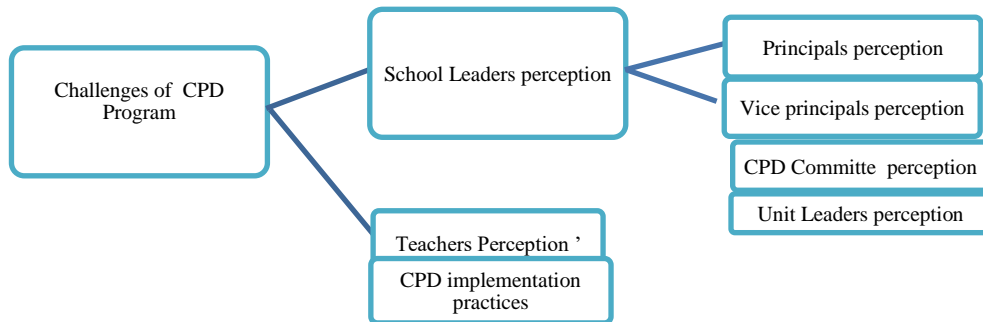 Challenges of CPD
Program
School Leaders perception
Principals perception
Vice principals perception
CPD Committe perception
Unit Leaders perception
Teachers Perception ’
CPD implementation
practices